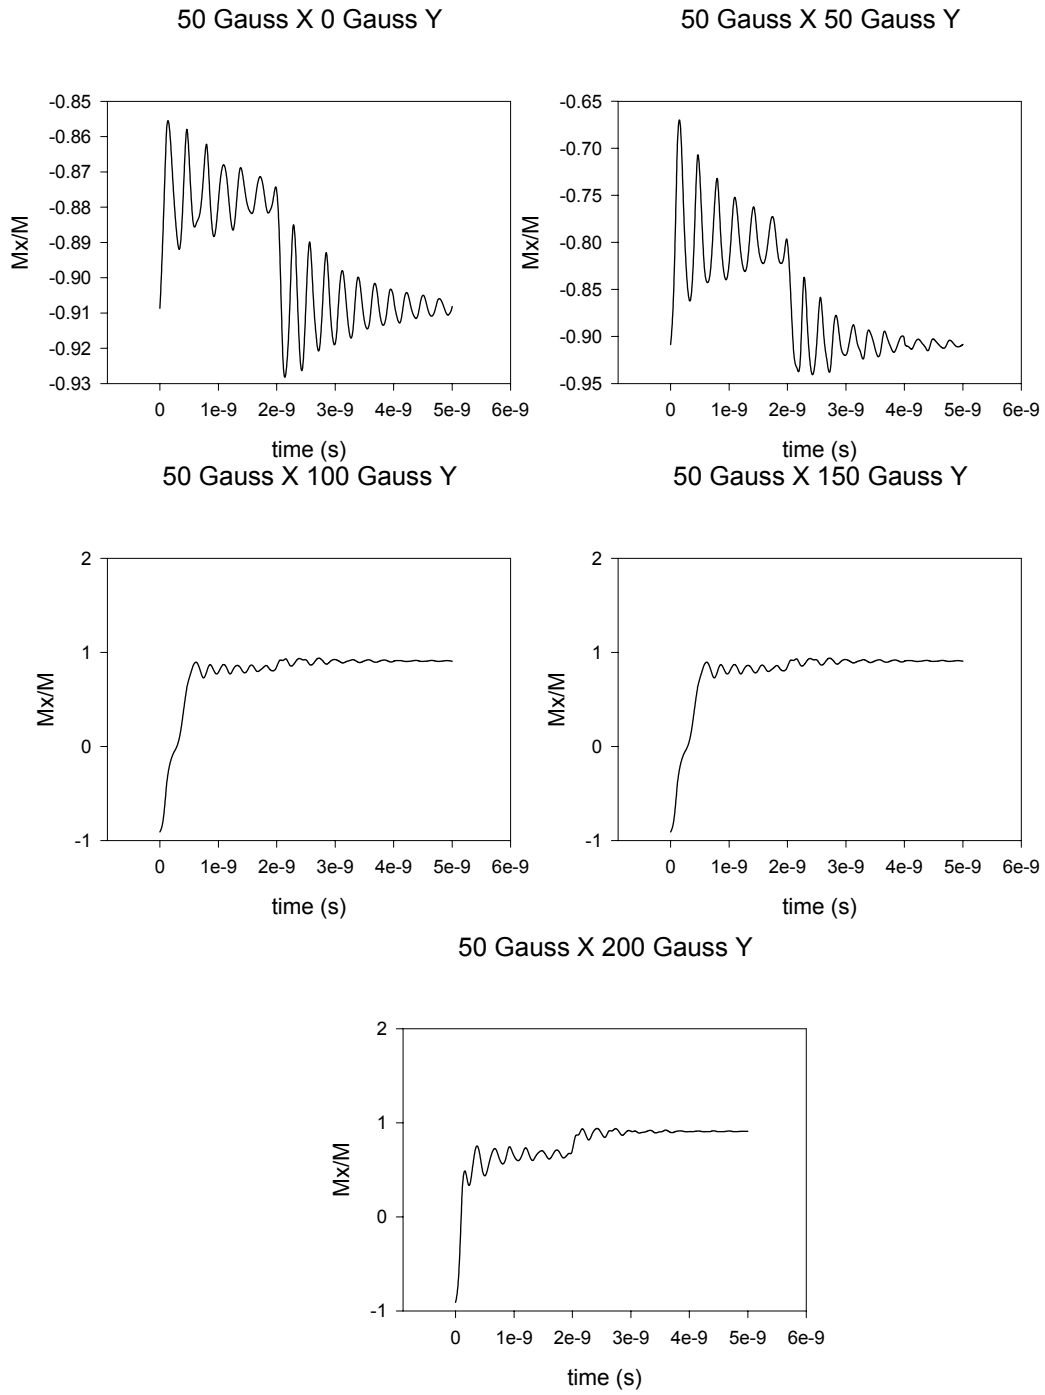 50 Gauss X 0 Gauss Y
50 Gauss X 50 Gauss Y
-0.85
-0.86
-0.87
-0.88
-0.89
-0.90
-0.91
-0.92
-0.93
Mx/M
0 1e-9 2e-9 3e-9 4e-9 5e-9 6e-9
time (s)
-0.65
-0.70
-0.75
-0.80
-0.85
-0.90
-0.95
Mx/M
0 1e-9 2e-9 3e-9 4e-9 5e-9 6e-9
time (s)
50 Gauss X 100 Gauss Y
50 Gauss X 150 Gauss Y
2
1
0
-1
Mx/M
0 1e-9 2e-9 3e-9 4e-9 5e-9 6e-9
time (s)
2
1
0
-1
Mx/M
0 1e-9 2e-9 3e-9 4e-9 5e-9 6e-9
time (s)
50 Gauss X 200 Gauss Y
2
1
0
-1
Mx/M
0 1e-9 2e-9 3e-9 4e-9 5e-9 6e-9
time (s)